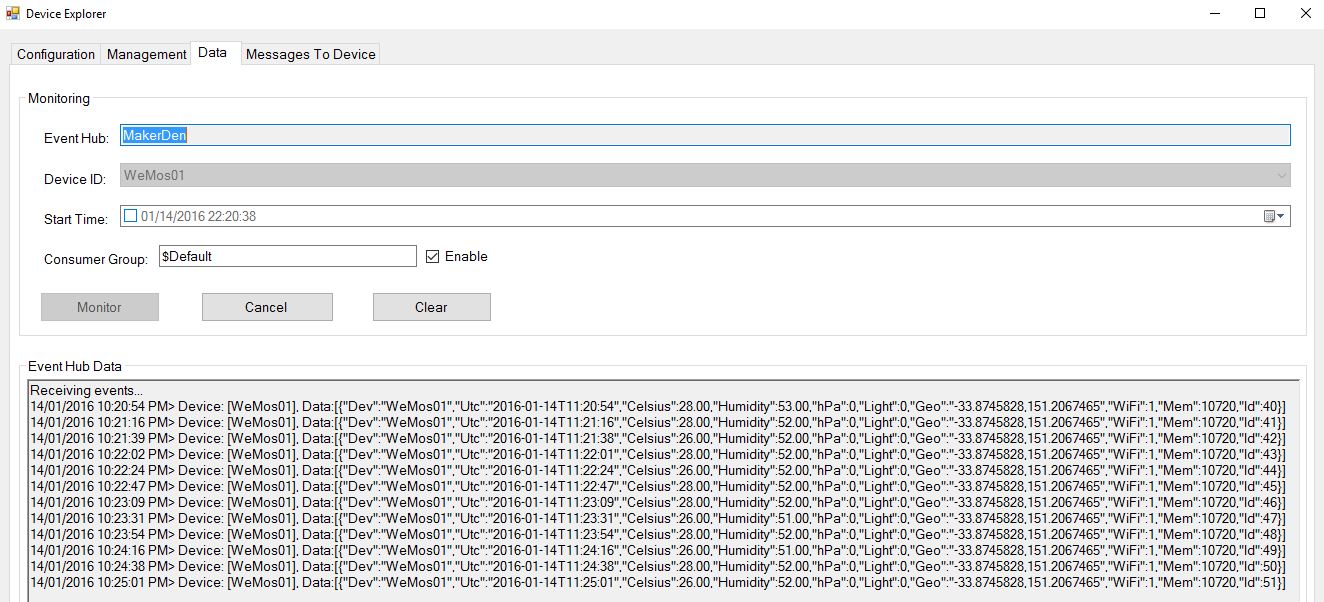 Device Explorer
Configuration Management Data Messages To Device
Monitoring
Event Hub: MakerDen
Device ID: WeMos01
Start Time: 01/14/2016 22:20:38
Consumer Group: $Default Enable
Monitor Cancel Clear
Event Hub Data
Receiving events...
14/01/2016 10:20:54 PM> Device: [WeMos01], Data:[{"Dev":"WeMos01","Utc":"2016-01-14T11:20:54","Celsius":28.00,"Humidity":53.00,"hPa":0,"Light":0,"Geo":"-33.8745828,151.2067465","WiFi":1,"Mem":10720,"Id":40}]
14/01/2016 10:21:16 PM> Device: [WeMos01], Data:[{"Dev":"WeMos01","Utc":"2016-01-14T11:21:16","Celsius":28.00,"Humidity":52.00,"hPa":0,"Light":0,"Geo":"-33.8745828,151.2067465","WiFi":1,"Mem":10720,"Id":41}]
14/01/2016 10:21:39 PM> Device: [WeMos01], Data:[{"Dev":"WeMos01","Utc":"2016-01-14T11:21:38","Celsius":26.00,"Humidity":52.00,"hPa":0,"Light":0,"Geo":"-33.8745828,151.2067465","WiFi":1,"Mem":10720,"Id":42}]
14/01/2016 10:22:02 PM> Device: [WeMos01], Data:[{"Dev":"WeMos01","Utc":"2016-01-14T11:22:01","Celsius":28.00,"Humidity":52.00,"hPa":0,"Light":0,"Geo":"-33.8745828,151.2067465","WiFi":1,"Mem":10720,"Id":43}]
14/01/2016 10:22:24 PM> Device: [WeMos01], Data:[{"Dev":"WeMos01","Utc":"2016-01-14T11:22:24","Celsius":26.00,"Humidity":52.00,"hPa":0,"Light":0,"Geo":"-33.8745828,151.2067465","WiFi":1,"Mem":10720,"Id":44}]
14/01/2016 10:22:47 PM> Device: [WeMos01], Data:[{"Dev":"WeMos01","Utc":"2016-01-14T11:22:47","Celsius":28.00,"Humidity":52.00,"hPa":0,"Light":0,"Geo":"-33.8745828,151.2067465","WiFi":1,"Mem":10720,"Id":45}]
14/01/2016 10:23:09 PM> Device: [WeMos01], Data:[{"Dev":"WeMos01","Utc":"2016-01-14T11:23:09","Celsius":28.00,"Humidity":52.00,"hPa":0,"Light":0,"Geo":"-33.8745828,151.2067465","WiFi":1,"Mem":10720,"Id":46}]
14/01/2016 10:23:31 PM> Device: [WeMos01], Data:[{"Dev":"WeMos01","Utc":"2016-01-14T11:23:31","Celsius":26.00,"Humidity":51.00,"hPa":0,"Light":0,"Geo":"-33.8745828,151.2067465","WiFi":1,"Mem":10720,"Id":47}]
14/01/2016 10:23:54 PM> Device: [WeMos01], Data:[{"Dev":"WeMos01","Utc":"2016-01-14T11:23:54","Celsius":28.00,"Humidity":52.00,"hPa":0,"Light":0,"Geo":"-33.8745828,151.2067465","WiFi":1,"Mem":10720,"Id":48}]
14/01/2016 10:24:16 PM> Device: [WeMos01], Data:[{"Dev":"WeMos01","Utc":"2016-01-14T11:24:16","Celsius":26.00,"Humidity":51.00,"hPa":0,"Light":0,"Geo":"-33.8745828,151.2067465","WiFi":1,"Mem":10720,"Id":49}]
14/01/2016 10:24:38 PM> Device: [WeMos01], Data:[{"Dev":"WeMos01","Utc":"2016-01-14T11:24:38","Celsius":28.00,"Humidity":52.00,"hPa":0,"Light":0,"Geo":"-33.8745828,151.2067465","WiFi":1,"Mem":10720,"Id":50}]
14/01/2016 10:25:01 PM> Device: [WeMos01], Data:[{"Dev":"WeMos01","Utc":"2016-01-14T11:25:01","Celsius":26.00,"Humidity":52.00,"hPa":0,"Light":0,"Geo":"-33.8745828,151.2067465","WiFi":1,"Mem":10720,"Id":51}]